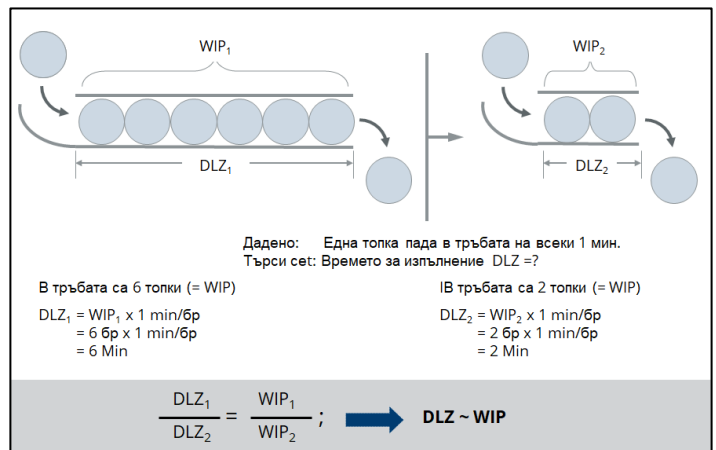 WIP₁
WIP₂
DLZ₁
DLZ₂
Дадено: Една топка пада в тръбата на всеки 1 мин.
Търси сет: Времето за изпълнение DLZ =?
В тръбата са 6 топки (= WIP)
DLZ₁ = WIP₁ x 1 min/бр
= 6 бр x 1 min/бр
= 6 Min
IВ тръбата са 2 топки (= WIP)
DLZ₂ = WIP₂ x 1 min/бр
= 2 бр x 1 min/бр
= 2 Min
DLZ₁ / DLZ₂ = WIP₁ / WIP₂ ; DLZ ~ WIP